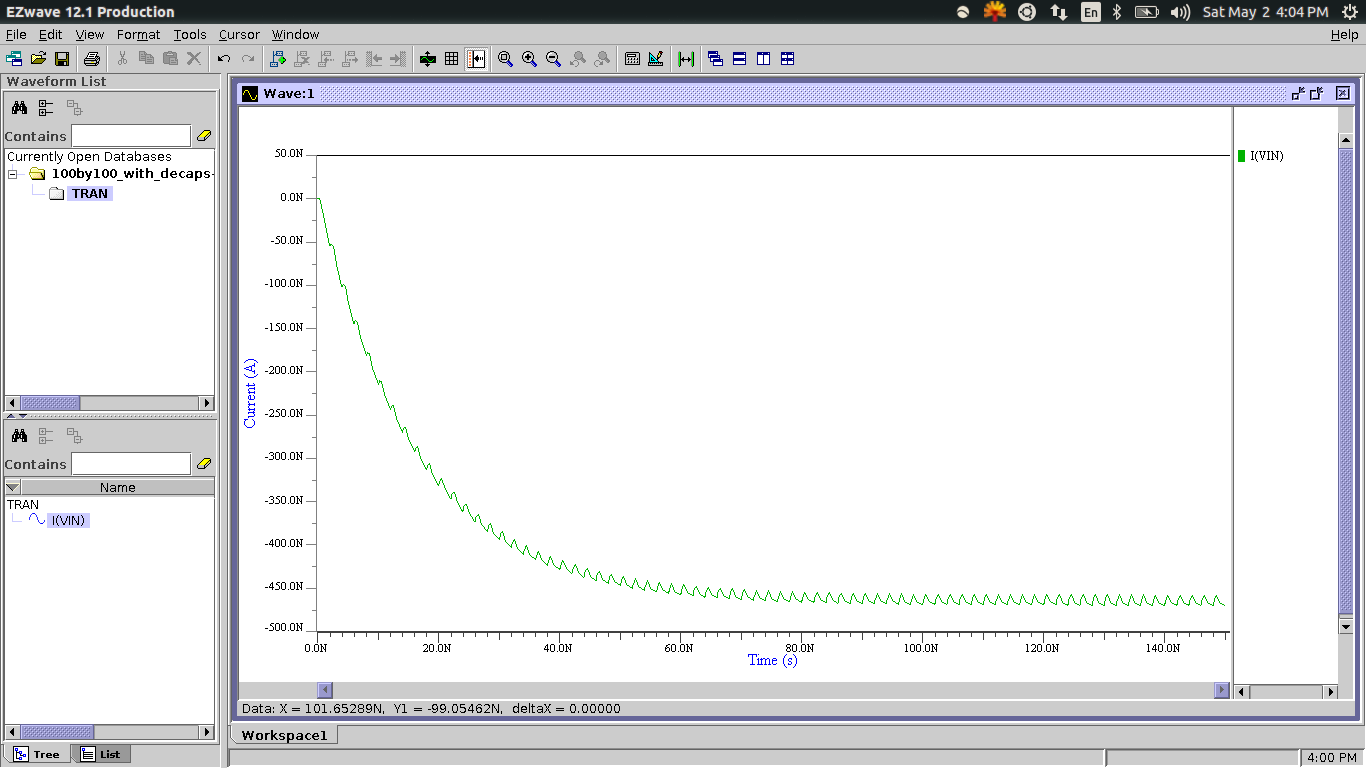 EZwave 12.1 Production
En
Sat May 2 4:04 PM
File Edit View Format Tools Cursor Window Help
Waveform List
Contains
Currently Open Databases
100by100_with_decaps-
TRAN
Contains
Name
TRAN
I(VIN)
Tree
List
Wave:1
50.0N
0.0N
-50.0N
-100.0N
-150.0N
-200.0N
-250.0N
-300.0N
-350.0N
-400.0N
-450.0N
-500.0N
Current (A)
0.0N 20.0N 40.0N 60.0N 80.0N 100.0N 120.0N 140.0N
Time (s)
I(VIN)
Data: X = 101.65289N, Y1 = -99.05462N, deltaX = 0.00000
Workspace1
4:00 PM